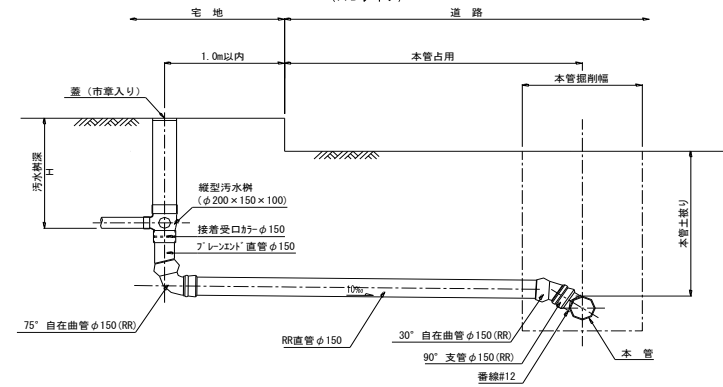 宅 地
道 路
1.0m以内
本管占用
本管掘削幅
蓋（市章入り）
汚水桝深
H
縦型汚水桝
(φ200×150×100)
接着受口カラｰφ150
プレーンエンド直管φ150
本管土被り
10‰
75°自在曲管φ150(RR)
RR直管φ150
30°自在曲管φ150(RR)
90°支管φ150(RR)
本 管
番線#12